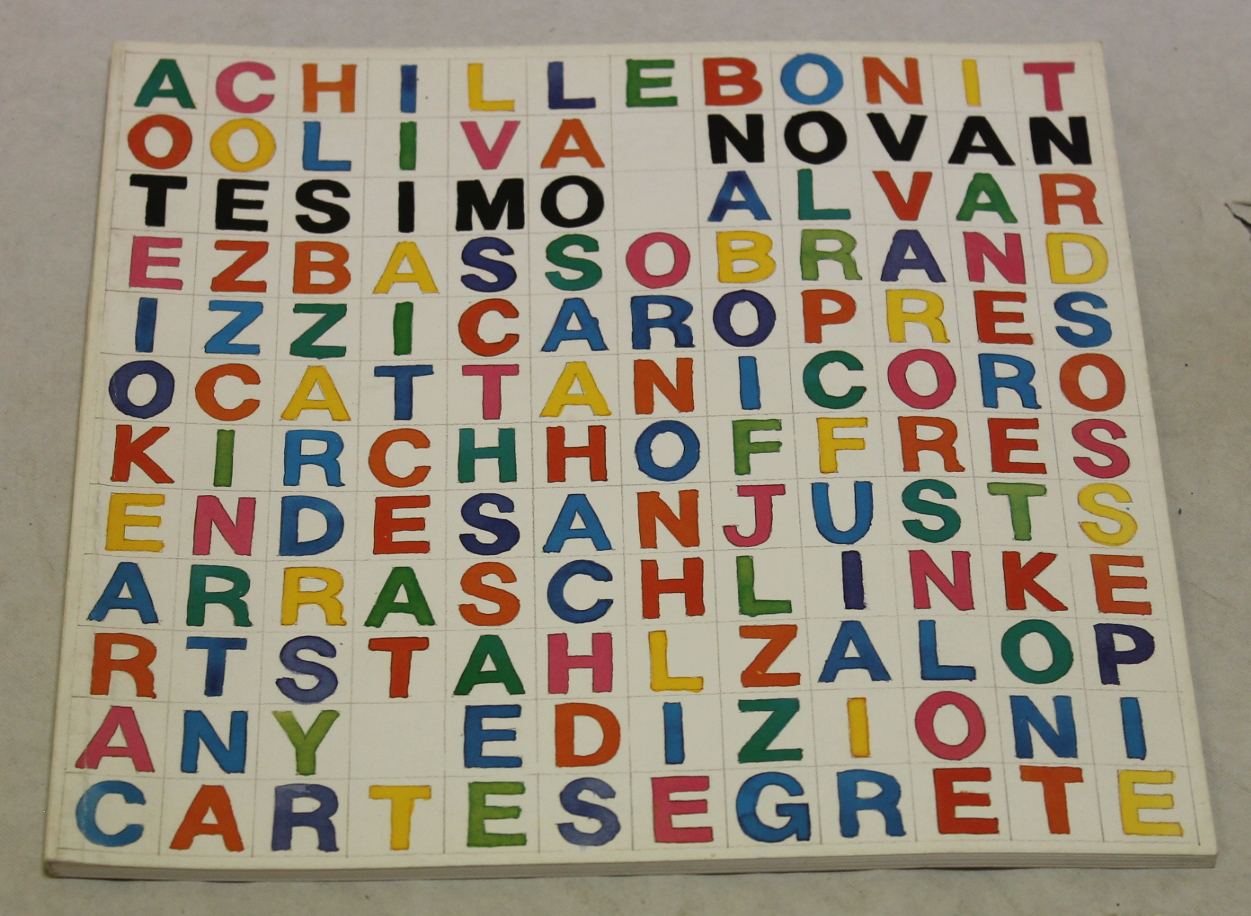 ACHILLEBONIT
OOLIVA NOVAN
TESIMO ALVAR
EZBASSOBRAND
IZZICAROPRES
OCATTANICORO
KIRCHHOFFRES
ENDESANJUSTS
ARRASCHLINKE
RTSTAHLZALOP
ANY EDIZIONI
CARTESEGRETE